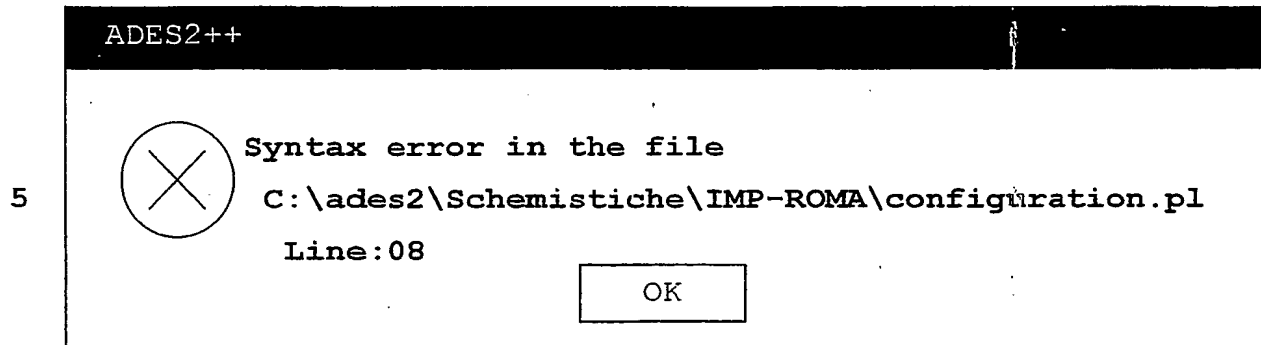 ADES2++
Syntax error in the file
5 C:\ades2\Schemistiche\IMP-ROMA\configuration.pl
Line:08
OK